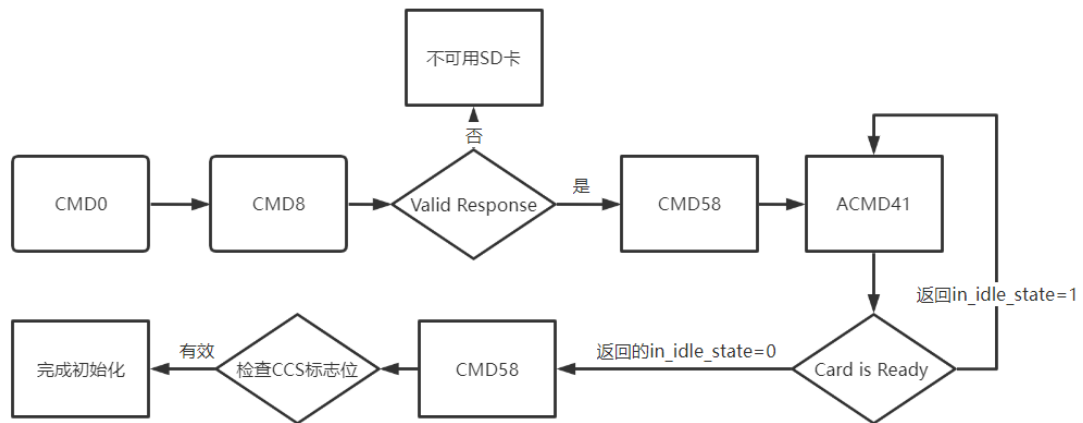 不可用SD卡
否
CMD0
CMD8
Valid Response
是
CMD58
ACMD41
返回in_idle_state=1
完成初始化
有效
检查CCS标志位
CMD58
返回的in_idle_state=0
Card is Ready